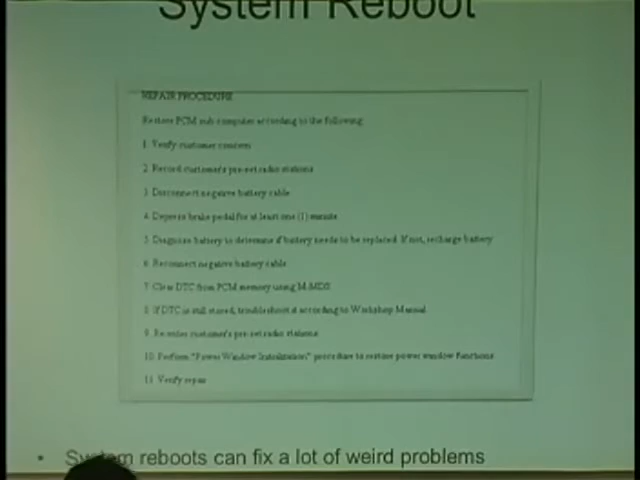 System Reboot
REPAIR PROCEDURE
Restore PCM sub computer according to the following
1. Verify customer concern
2. Record customer's pre-set radio stations
3. Disconnect negative battery cable
4. Depress brake pedal for at least one (1) minute
5. Diagnose battery to determine if battery needs to be replaced. If not, recharge battery
6. Reconnect negative battery cable
7. Clear DTC from PCM memory using M-MDS
8. If DTC is still stored, troubleshoot it according to Workshop Manual
9. Re-enter customer's pre-set radio stations
10. Perform "Power Window Initialization" procedure to restore power window functions
11. Verify repair
• System reboots can fix a lot of weird problems